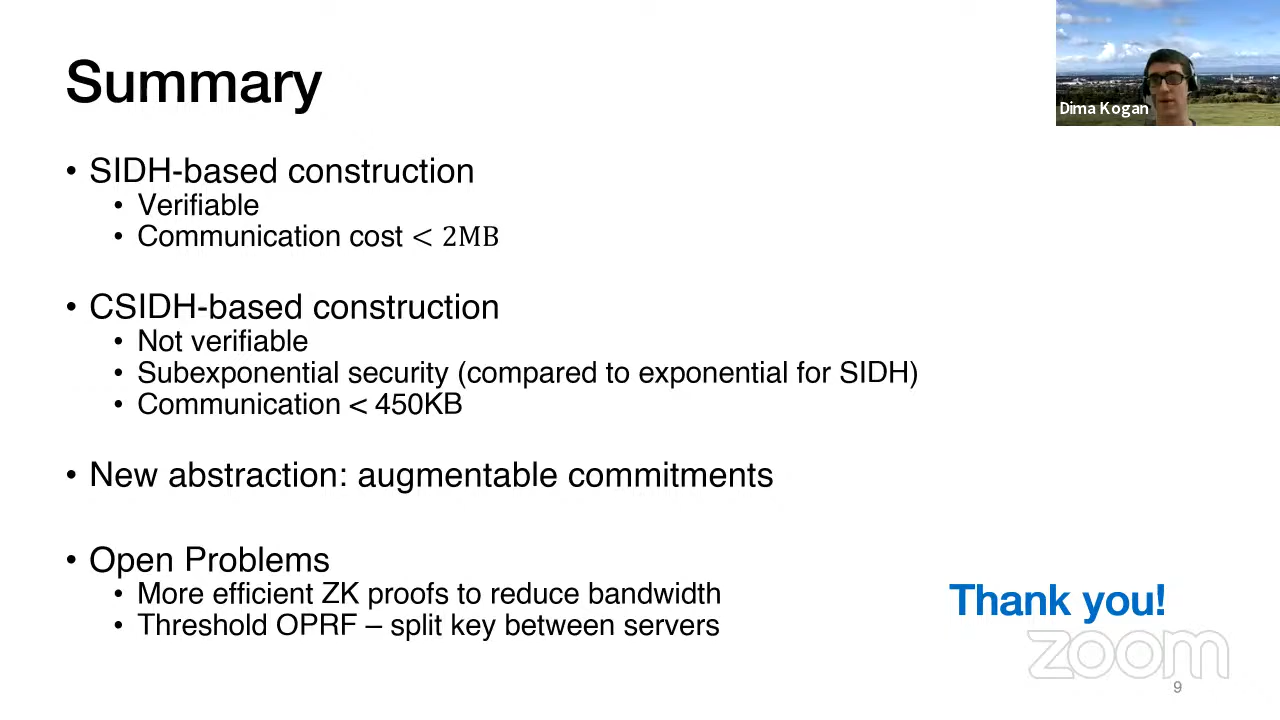 Summary
Dima Kogan
• SIDH-based construction
• Verifiable
• Communication cost < 2MB
• CSIDH-based construction
• Not verifiable
• Subexponential security (compared to exponential for SIDH)
• Communication < 450KB
• New abstraction: augmentable commitments
• Open Problems
• More efficient ZK proofs to reduce bandwidth
• Threshold OPRF – split key between servers
Thank you!
zoom
9